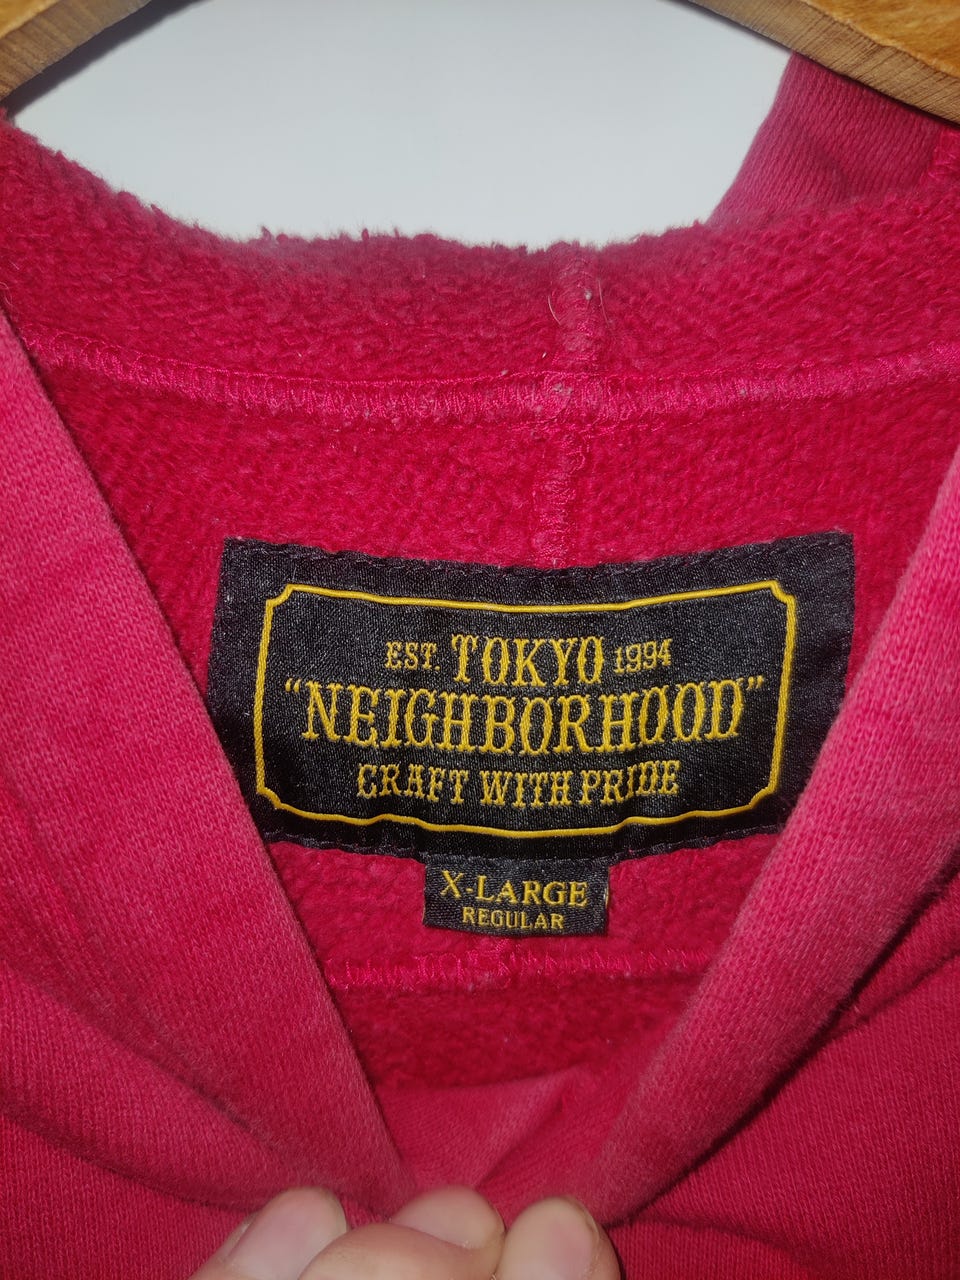 EST. TOKYO 1994
"NEIGHBORHOOD"
CRAFT WITH PRIDE
X-LARGE
REGULAR